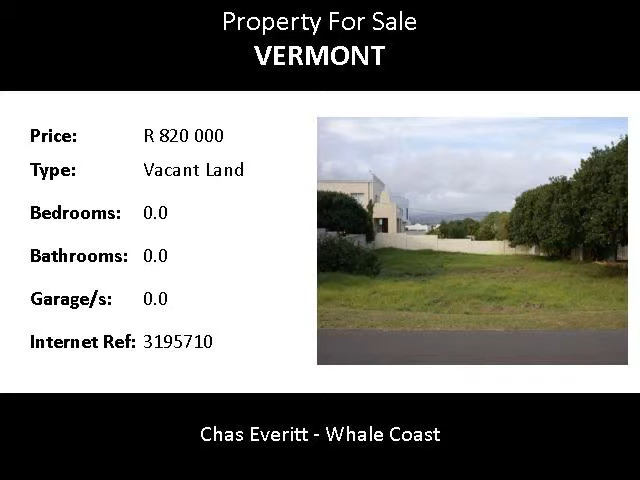 Property For Sale
VERMONT
Price: R 820 000
Type: Vacant Land
Bedrooms: 0.0
Bathrooms: 0.0
Garage/s: 0.0
Internet Ref: 3195710
Chas Everitt - Whale Coast